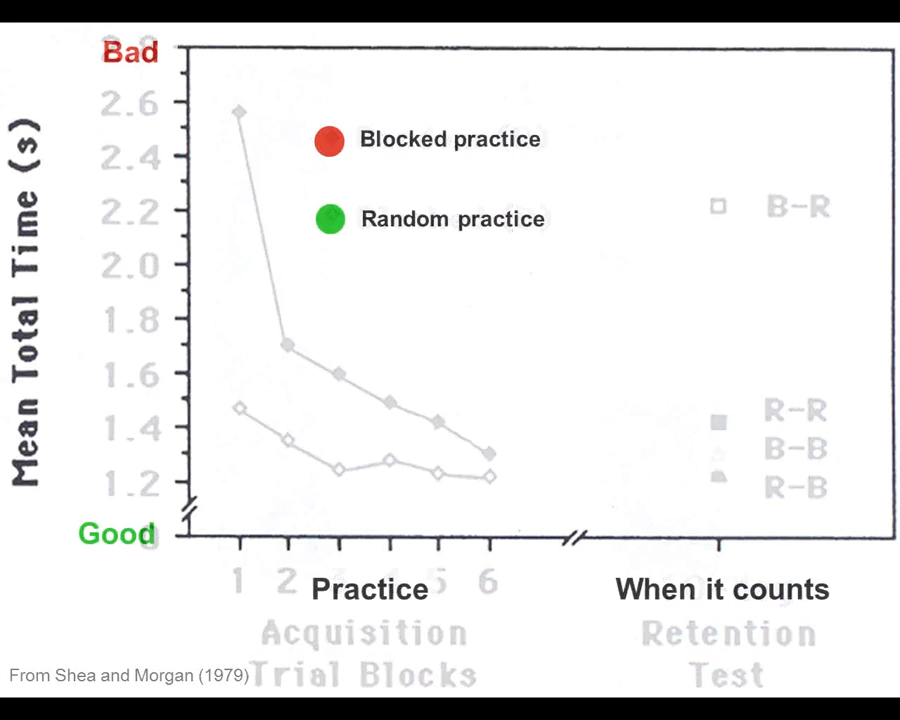 Bad
2.6
2.4
2.2
2.0
1.8
1.6
1.4
1.2
Good
Mean Total Time (s)
Blocked practice
Random practice
B-R
R-R
B-B
R-B
1 2 5 6
Practice
When it counts
Acquisition
Trial Blocks
Retention
Test
From Shea and Morgan (1979)